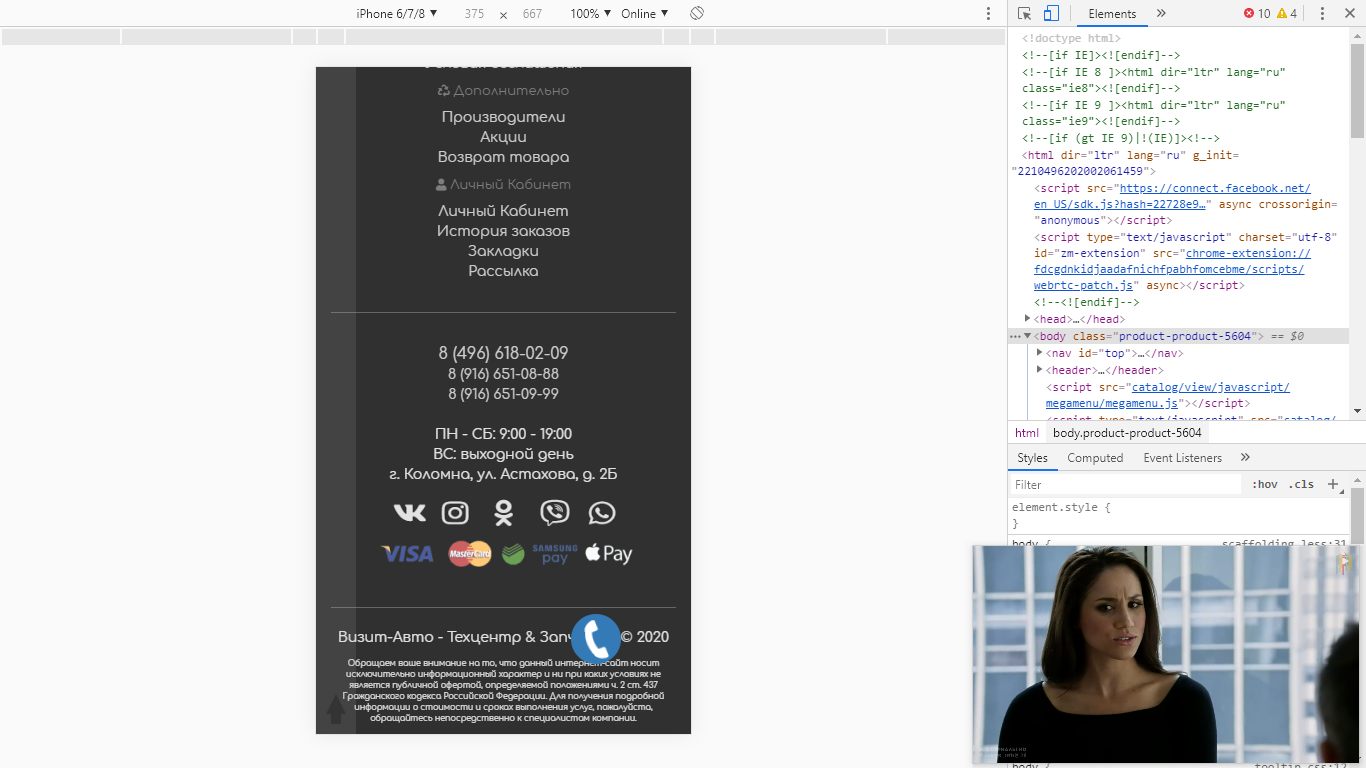 iPhone 6/7/8 ▼ 375 × 667 100% ▼ Online ▼
Elements » 10 4
Дополнительно
Производители
Акции
Возврат товара
Личный Кабинет
Личный Кабинет
История заказов
Закладки
Рассылка
8 (496) 618-02-09
8 (916) 651-08-88
8 (916) 651-09-99
ПН - СБ: 9:00 - 19:00
ВС: выходной день
г. Коломна, ул. Астахова, д. 2Б
VISA MasterCard SAMSUNG pay Pay
Визит-Авто - Техцентр & © 2020
Обращаем ваше внимание на то, что данный интернет-сайт носит
исключительно информационный характер и ни при каких условиях не
является публичной офертой, определяемой положениями ч. 2 ст. 437
Гражданского кодекса Российской Федерации. Для получения подробной
информации о стоимости и сроках выполнения услуг, пожалуйста,
обращайтесь непосредственно к специалистам компании.
<!doctype html>
<!--[if IE]><![endif]-->
<!--[if IE 8 ]><html dir="ltr" lang="ru"
class="ie8"><![endif]-->
<!--[if IE 9 ]><html dir="ltr" lang="ru"
class="ie9"><![endif]-->
<!--[if (gt IE 9)|!(IE)]><!-->
<html dir="ltr" lang="ru" g_init=
"2210496202002061459">
<script src="https://connect.facebook.net/
en_US/sdk.js?hash=22728e9…" async crossorigin=
"anonymous"></script>
<script type="text/javascript" charset="utf-8"
id="zm-extension" src="chrome-extension://
fdcgdnkidjaadafnichfpabhfomcebme/scripts/
webrtc-patch.js" async></script>
<!--<![endif]-->
<head>…</head>
<body class="product-product-5604"> == $0
<nav id="top">…</nav>
<header>…</header>
<script src="catalog/view/javascript/
megamenu/megamenu.js"></script>
<script type="text/javascript" src="catalog/
html body.product-product-5604
Styles Computed Event Listeners »
Filter :hov .cls +
element.style {
}
body { scaffolding.less:31
body { tooltip.css:12